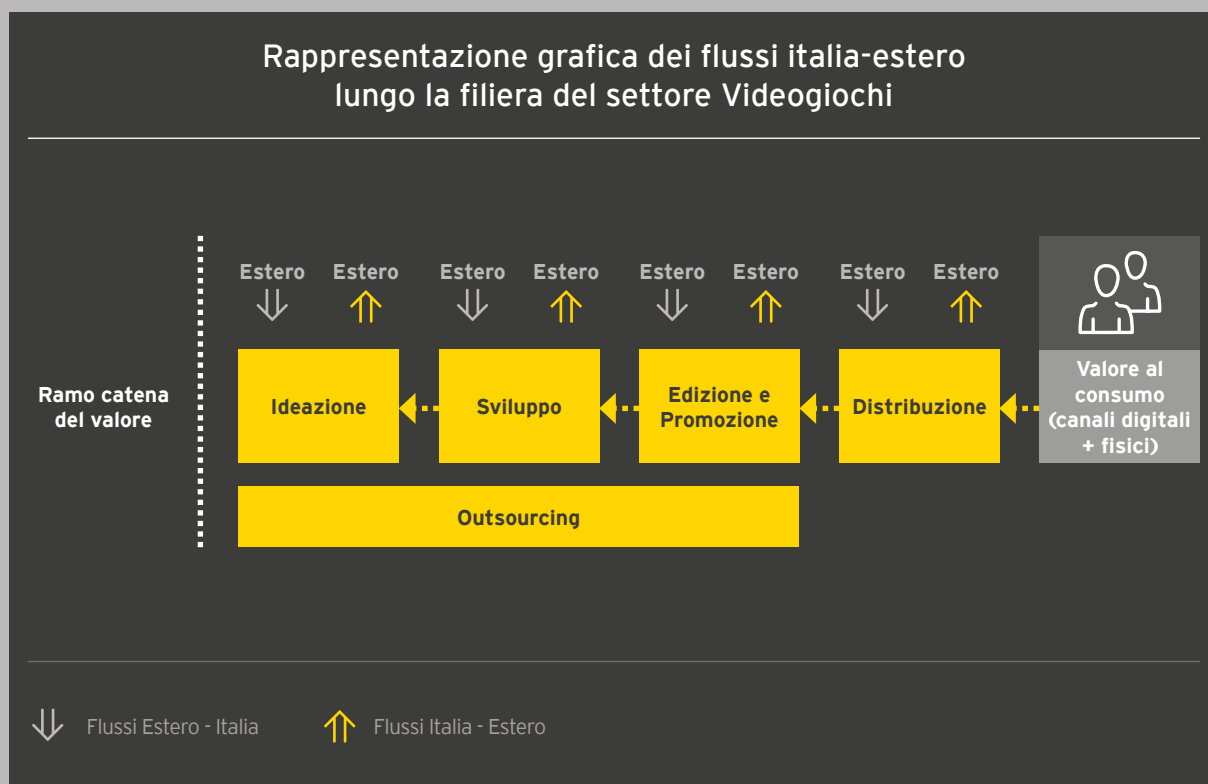 Rappresentazione grafica dei flussi italia-estero
lungo la filiera del settore Videogiochi
Estero Estero Estero Estero Estero Estero Estero Estero
Ramo catena
del valore
Ideazione
Sviluppo
Edizione e
Promozione
Distribuzione
Valore al
consumo
(canali digitali
+ fisici)
Outsourcing
Flussi Estero - Italia
Flussi Italia - Estero